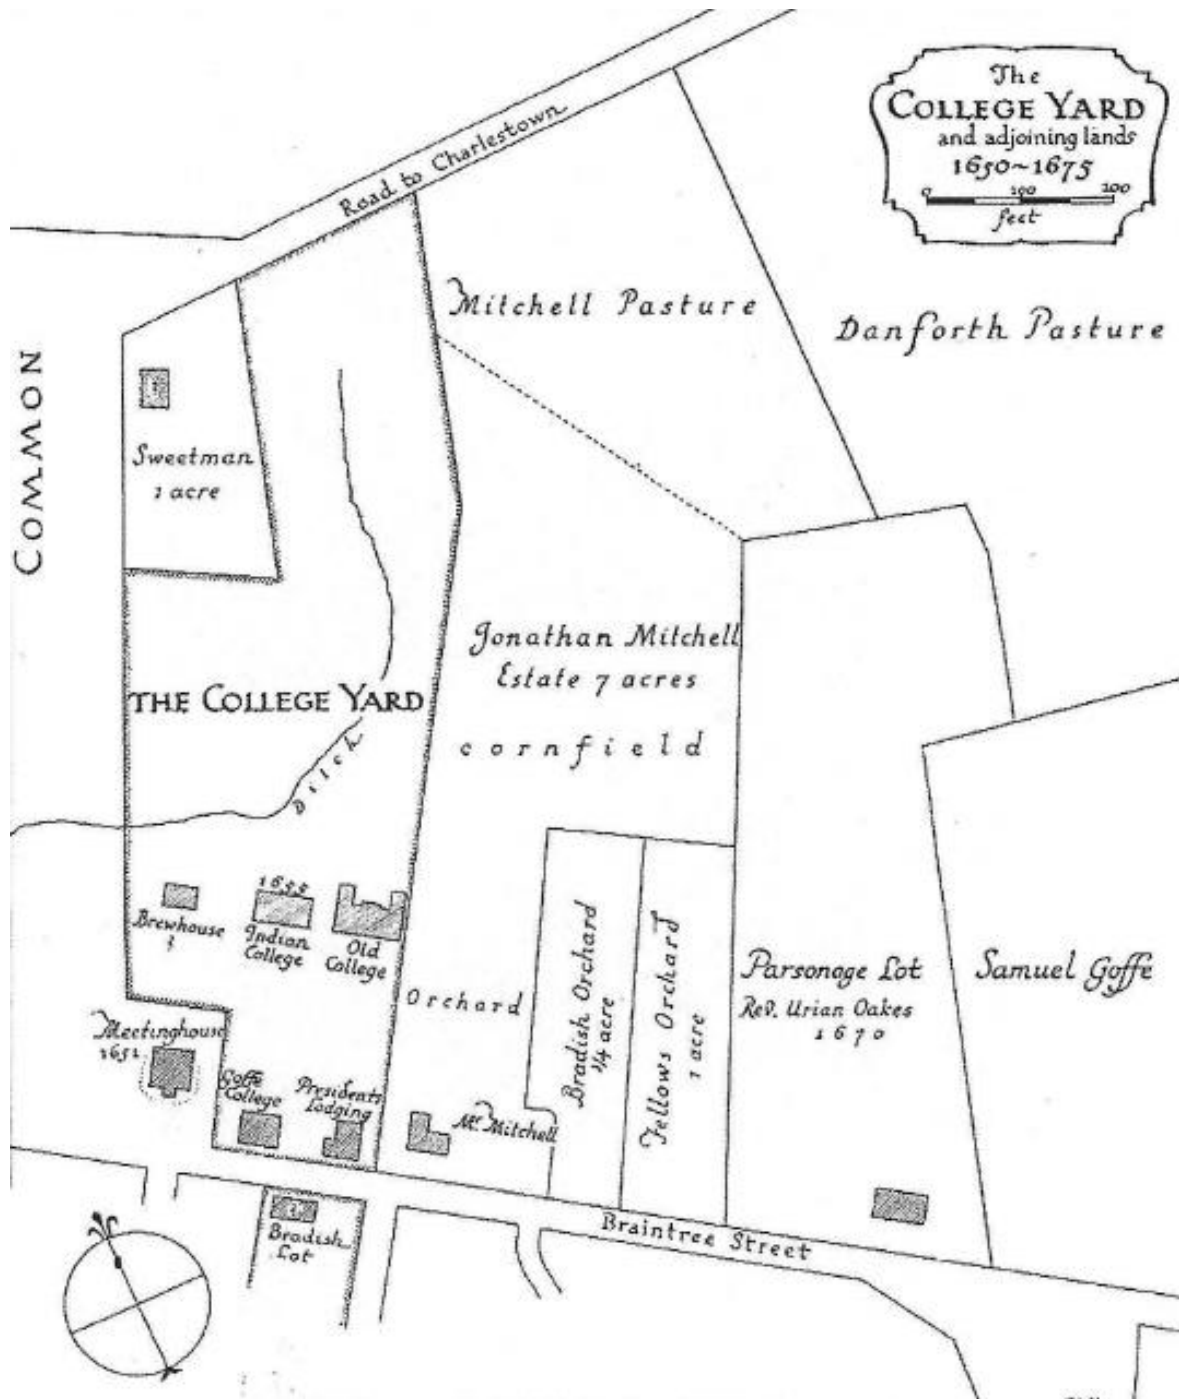 The
COLLEGE YARD
and adjoining lands
1650~1675
0 100 200
feet
Road to Charlestown
Mitchell Pasture
Danforth Pasture
COMMON
Sweetman
1 acre
Jonathan Mitchell
Estate 7 acres
cornfield
THE COLLEGE YARD
Ditch
1655
Brewhouse
?
Indian
College
Old
College
Orchard
Bradish Orchard
1/4 acre
Fellows Orchard
1 acre
Parsonage Lot
Rev. Urian Oakes
1670
Samuel Goffe
Meetinghouse
1651
Goffe
College
Presidents
Lodging
Mr. Mitchell
Bradish
Lot
Braintree Street